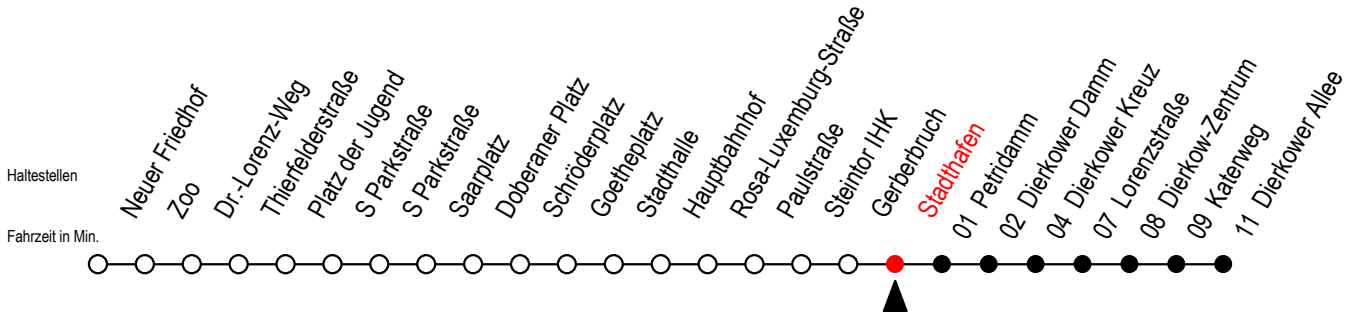 Haltestellen
Fahrzeit in Min.
Neuer Friedhof
Zoo
Dr.-Lorenz-Weg
Thierfelderstraße
Platz der Jugend
S Parkstraße
S Parkstraße
Saarplatz
Doberaner Platz
Schröderplatz
Goetheplatz
Stadthalle
Hauptbahnhof
Rosa-Luxemburg-Straße
Paulstraße
Steintor IHK
Gerberbruch
Stadthafen
01 Petridamm
02 Dierkower Damm
04 Dierkower Kreuz
07 Lorenzstraße
08 Dierkow-Zentrum
09 Katerweg
11 Dierkower Allee